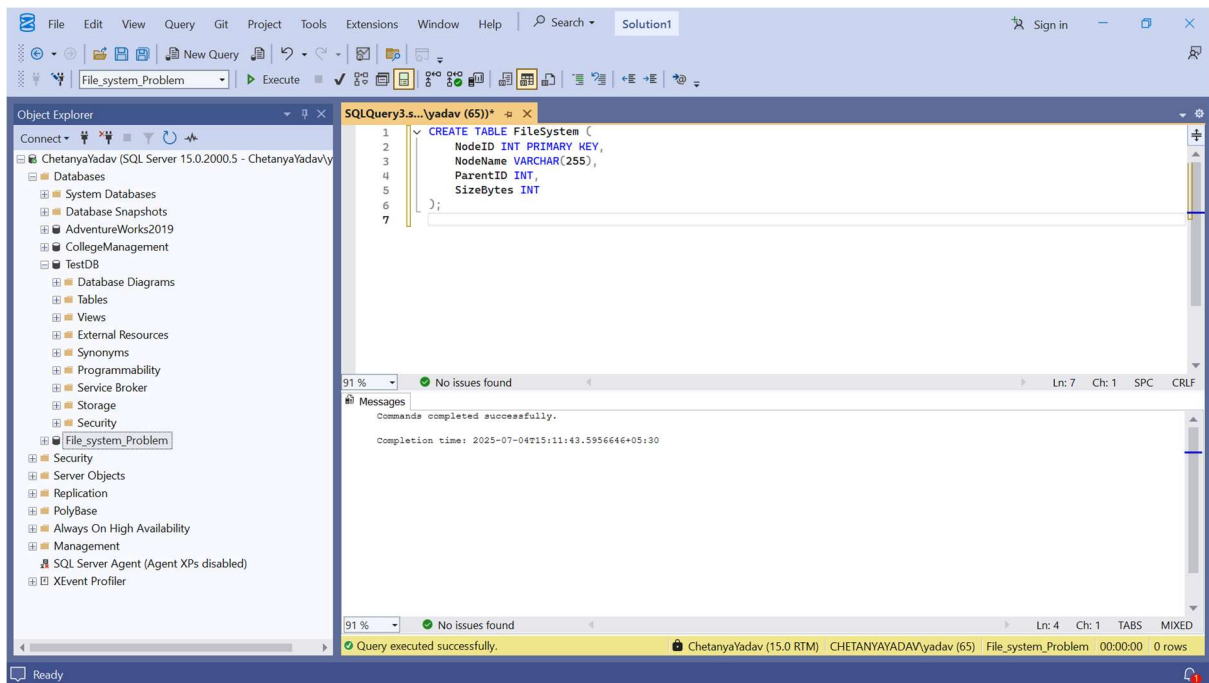 File Edit View Query Git Project Tools Extensions Window Help Search Solution1 Sign in
New Query
File_system_Problem Execute
Object Explorer
Connect
ChetanyaYadav (SQL Server 15.0.2000.5 - ChetanyaYadav\y
Databases
System Databases
Database Snapshots
AdventureWorks2019
CollegeManagement
TestDB
Database Diagrams
Tables
Views
External Resources
Synonyms
Programmability
Service Broker
Storage
Security
File_system_Problem
Security
Server Objects
Replication
PolyBase
Always On High Availability
Management
SQL Server Agent (Agent XPs disabled)
XEvent Profiler
SQLQuery3.s...\yadav (65))*
1 CREATE TABLE FileSystem (
2 NodeID INT PRIMARY KEY,
3 NodeName VARCHAR(255),
4 ParentID INT,
5 SizeBytes INT
6 );
7
91 % No issues found Ln: 7 Ch: 1 SPC CRLF
Messages
Commands completed successfully.
Completion time: 2025-07-04T15:11:43.5956646+05:30
91 % No issues found Ln: 4 Ch: 1 TABS MIXED
Query executed successfully. ChetanyaYadav (15.0 RTM) CHETANYAYADAV\yadav (65) File_system_Problem 00:00:00 0 rows
Ready 1